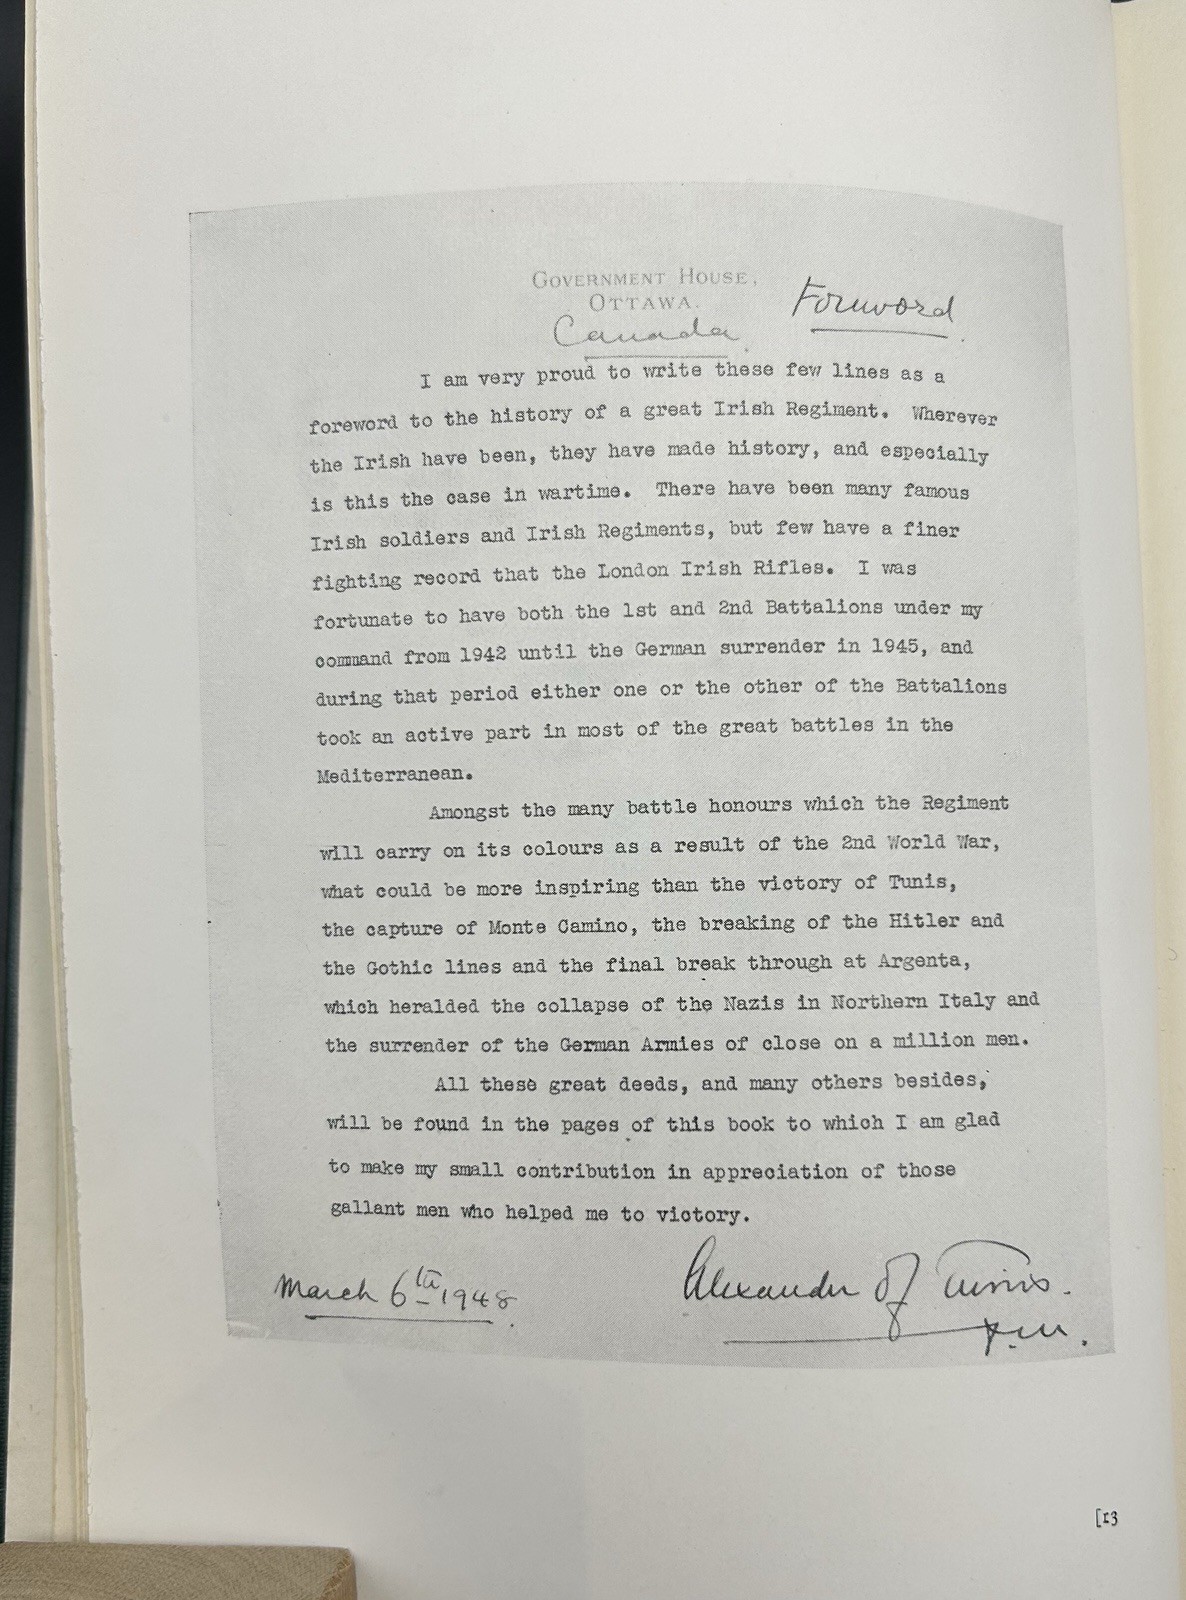 GOVERNMENT HOUSE,
OTTAWA.
Canada.
Foreword.
I am very proud to write these few lines as a
foreword to the history of a great Irish Regiment. Wherever
the Irish have been, they have made history, and especially
is this the case in wartime. There have been many famous
Irish soldiers and Irish Regiments, but few have a finer
fighting record that the London Irish Rifles. I was
fortunate to have both the 1st and 2nd Battalions under my
command from 1942 until the German surrender in 1945, and
during that period either one or the other of the Battalions
took an active part in most of the great battles in the
Mediterranean.
Amongst the many battle honours which the Regiment
will carry on its colours as a result of the 2nd World War,
what could be more inspiring than the victory of Tunis,
the capture of Monte Camino, the breaking of the Hitler and
the Gothic lines and the final break through at Argenta,
which heralded the collapse of the Nazis in Northern Italy and
the surrender of the German Armies of close on a million men.
All these great deeds, and many others besides,
will be found in the pages of this book to which I am glad
to make my small contribution in appreciation of those
gallant men who helped me to victory.
March 6th 1948.
Alexander of Tunis.
F.M.
[13